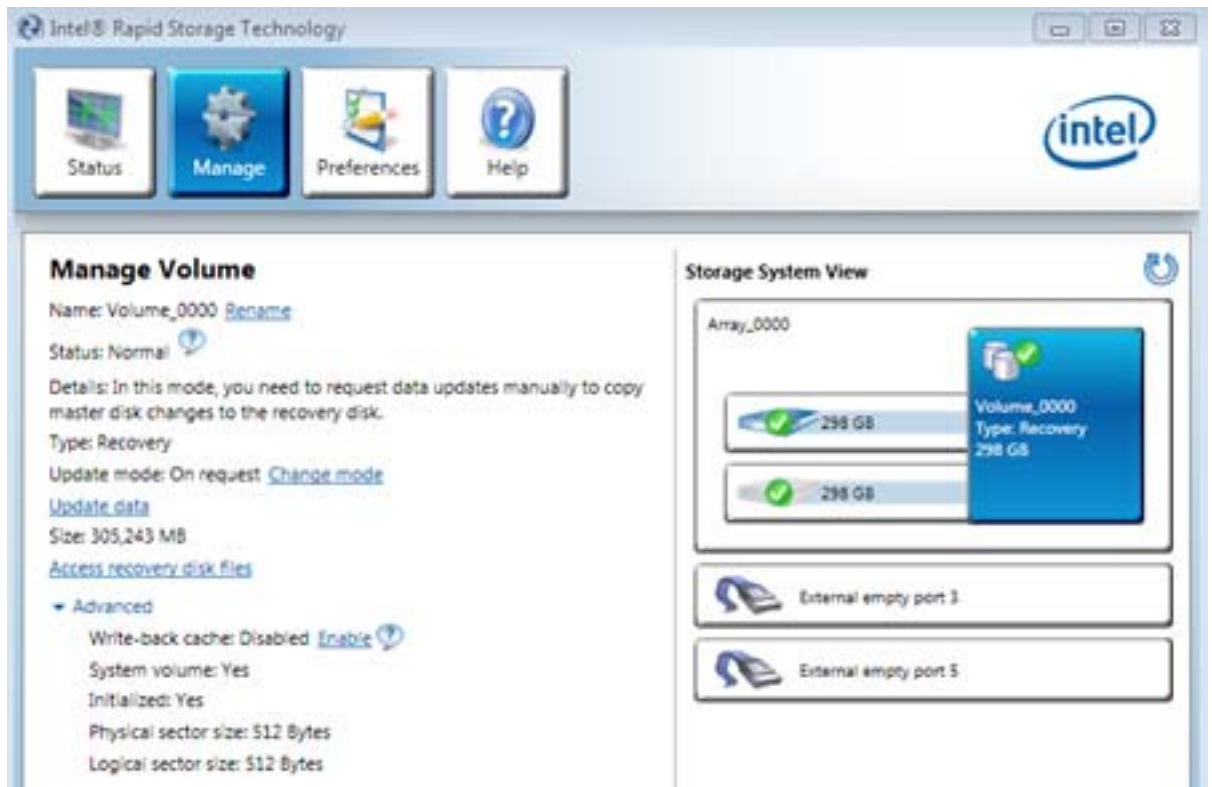 Intel® Rapid Storage Technology
Status
Manage
Preferences
Help
intel
Manage Volume
Name: Volume_0000 Rename
Status: Normal
Details: In this mode, you need to request data updates manually to copy
master disk changes to the recovery disk.
Type: Recovery
Update mode: On request Change mode
Update data
Size: 305,243 MB
Access recovery disk files
Advanced
Write-back cache: Disabled Enable
System volume: Yes
Initialized: Yes
Physical sector size: 512 Bytes
Logical sector size: 512 Bytes
Storage System View
Array_0000
298 GB
298 GB
Volume_0000
Type: Recovery
298 GB
External empty port 3
External empty port 5